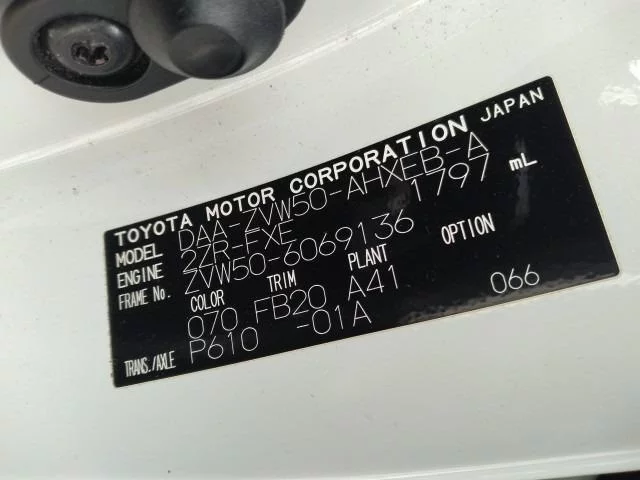 TOYOTA MOTOR CORPORATION JAPAN
MODEL DAA-ZVW50-AHXEB-A
ENGINE 2ZR-FXE 1797 mL
FRAME No. ZVW50-6069136
COLOR TRIM PLANT OPTION
070 FB20 A41 066
TRANS./AXLE P610 -01A